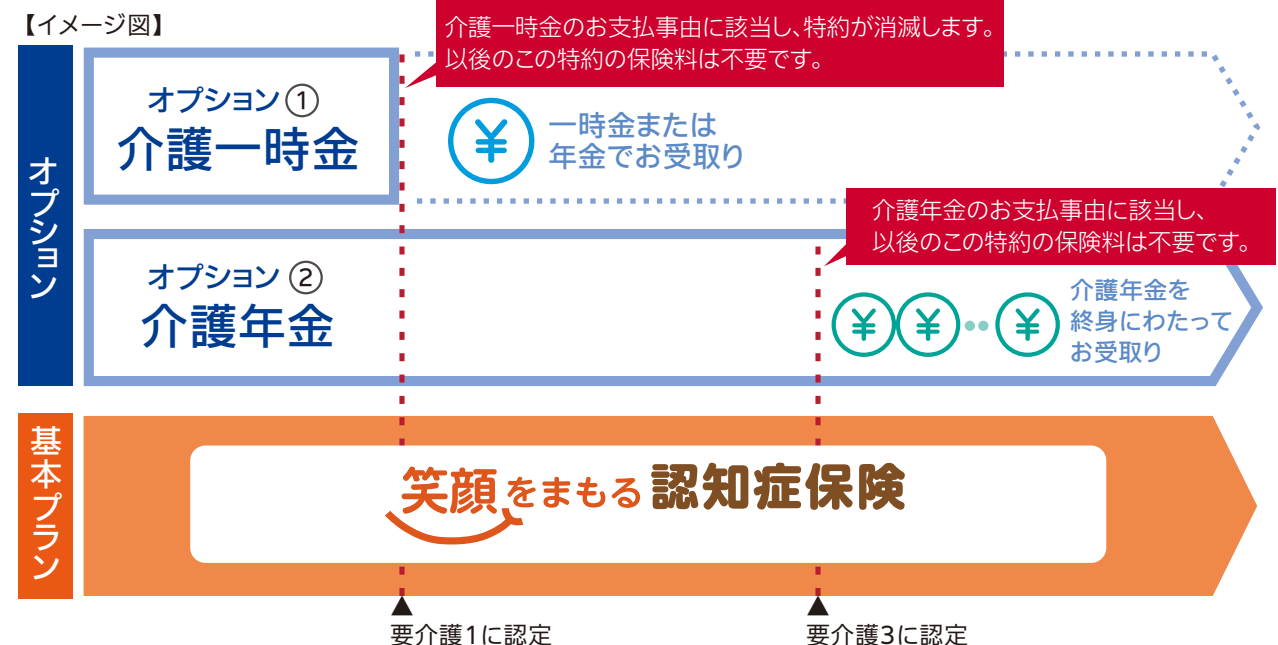 【イメージ図】
介護一時金のお支払事由に該当し、特約が消滅します。
以後のこの特約の保険料は不要です。
オプション
オプション①
介護一時金
¥
一時金または
年金でお受取り
介護年金のお支払事由に該当し、
以後のこの特約の保険料は不要です。
オプション②
介護年金
¥ ¥ ¥
介護年金を
終身にわたって
お受取り
基本プラン
笑顔をまもる認知症保険
▲ ▲
要介護1に認定
要介護3に認定